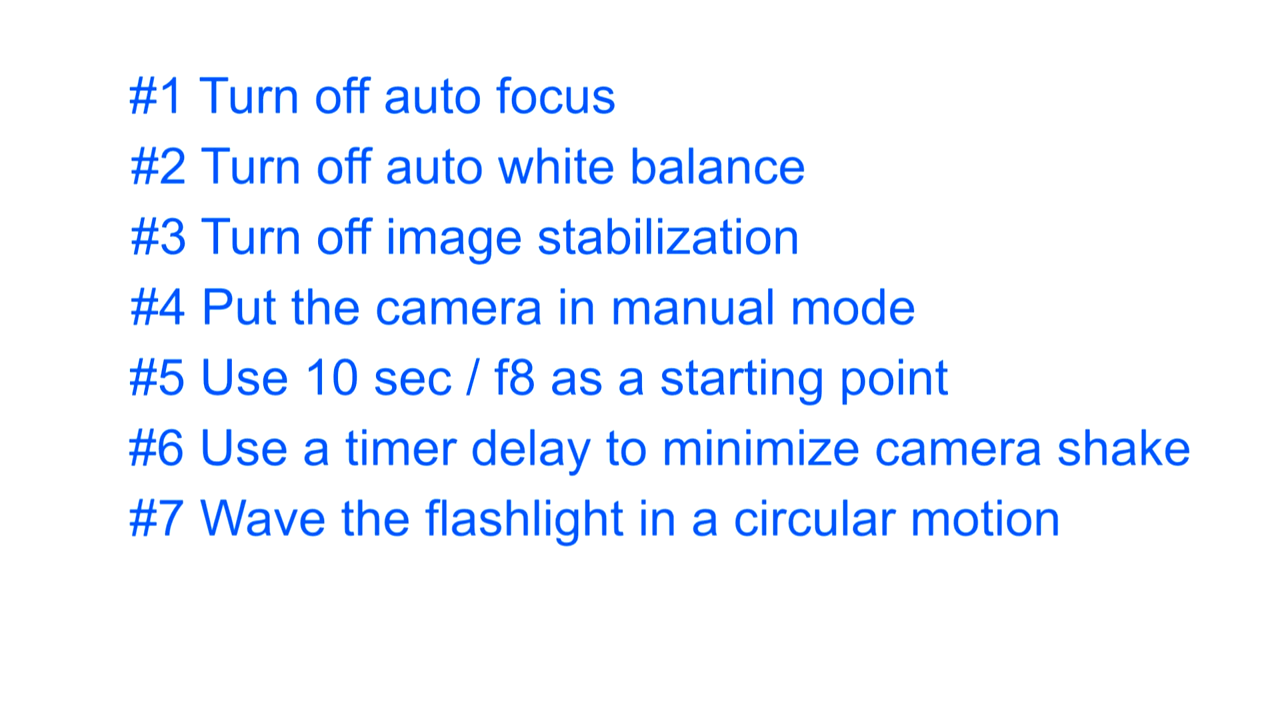 #1 Turn off auto focus
#2 Turn off auto white balance
#3 Turn off image stabilization
#4 Put the camera in manual mode
#5 Use 10 sec / f8 as a starting point
#6 Use a timer delay to minimize camera shake
#7 Wave the flashlight in a circular motion